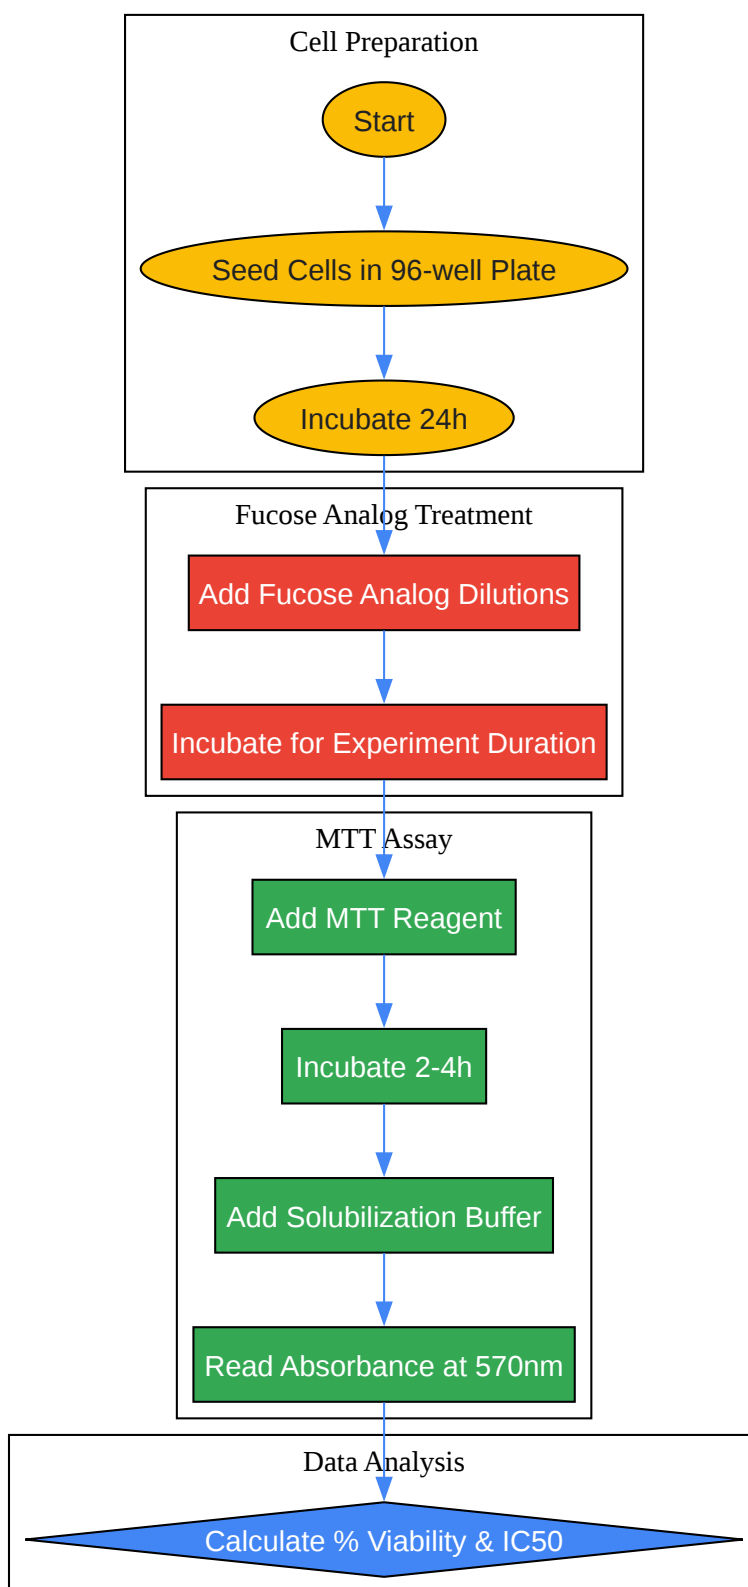 Cell Preparation
Start
Seed Cells in 96-well Plate
Incubate 24h
Fucose Analog Treatment
Add Fucose Analog Dilutions
Incubate for Experiment Duration
MTT Assay
Add MTT Reagent
Incubate 2-4h
Add Solubilization Buffer
Read Absorbance at 570nm
Data Analysis
Calculate % Viability & IC50